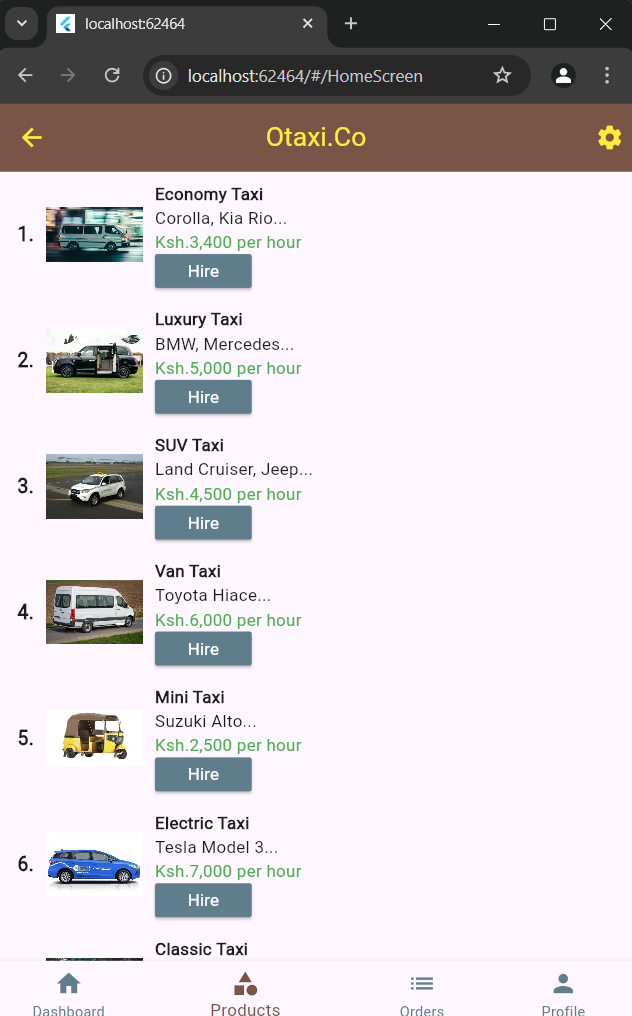 localhost:62464
localhost:62464/#/HomeScreen
Otaxi.Co
1.
Economy Taxi
Corolla, Kia Rio...
Ksh.3,400 per hour
Hire
2.
Luxury Taxi
BMW, Mercedes...
Ksh.5,000 per hour
Hire
3.
SUV Taxi
Land Cruiser, Jeep...
Ksh.4,500 per hour
Hire
4.
Van Taxi
Toyota Hiace...
Ksh.6,000 per hour
Hire
5.
Mini Taxi
Suzuki Alto...
Ksh.2,500 per hour
Hire
6.
Electric Taxi
Tesla Model 3...
Ksh.7,000 per hour
Hire
Classic Taxi
Dashboard Products Orders Profile